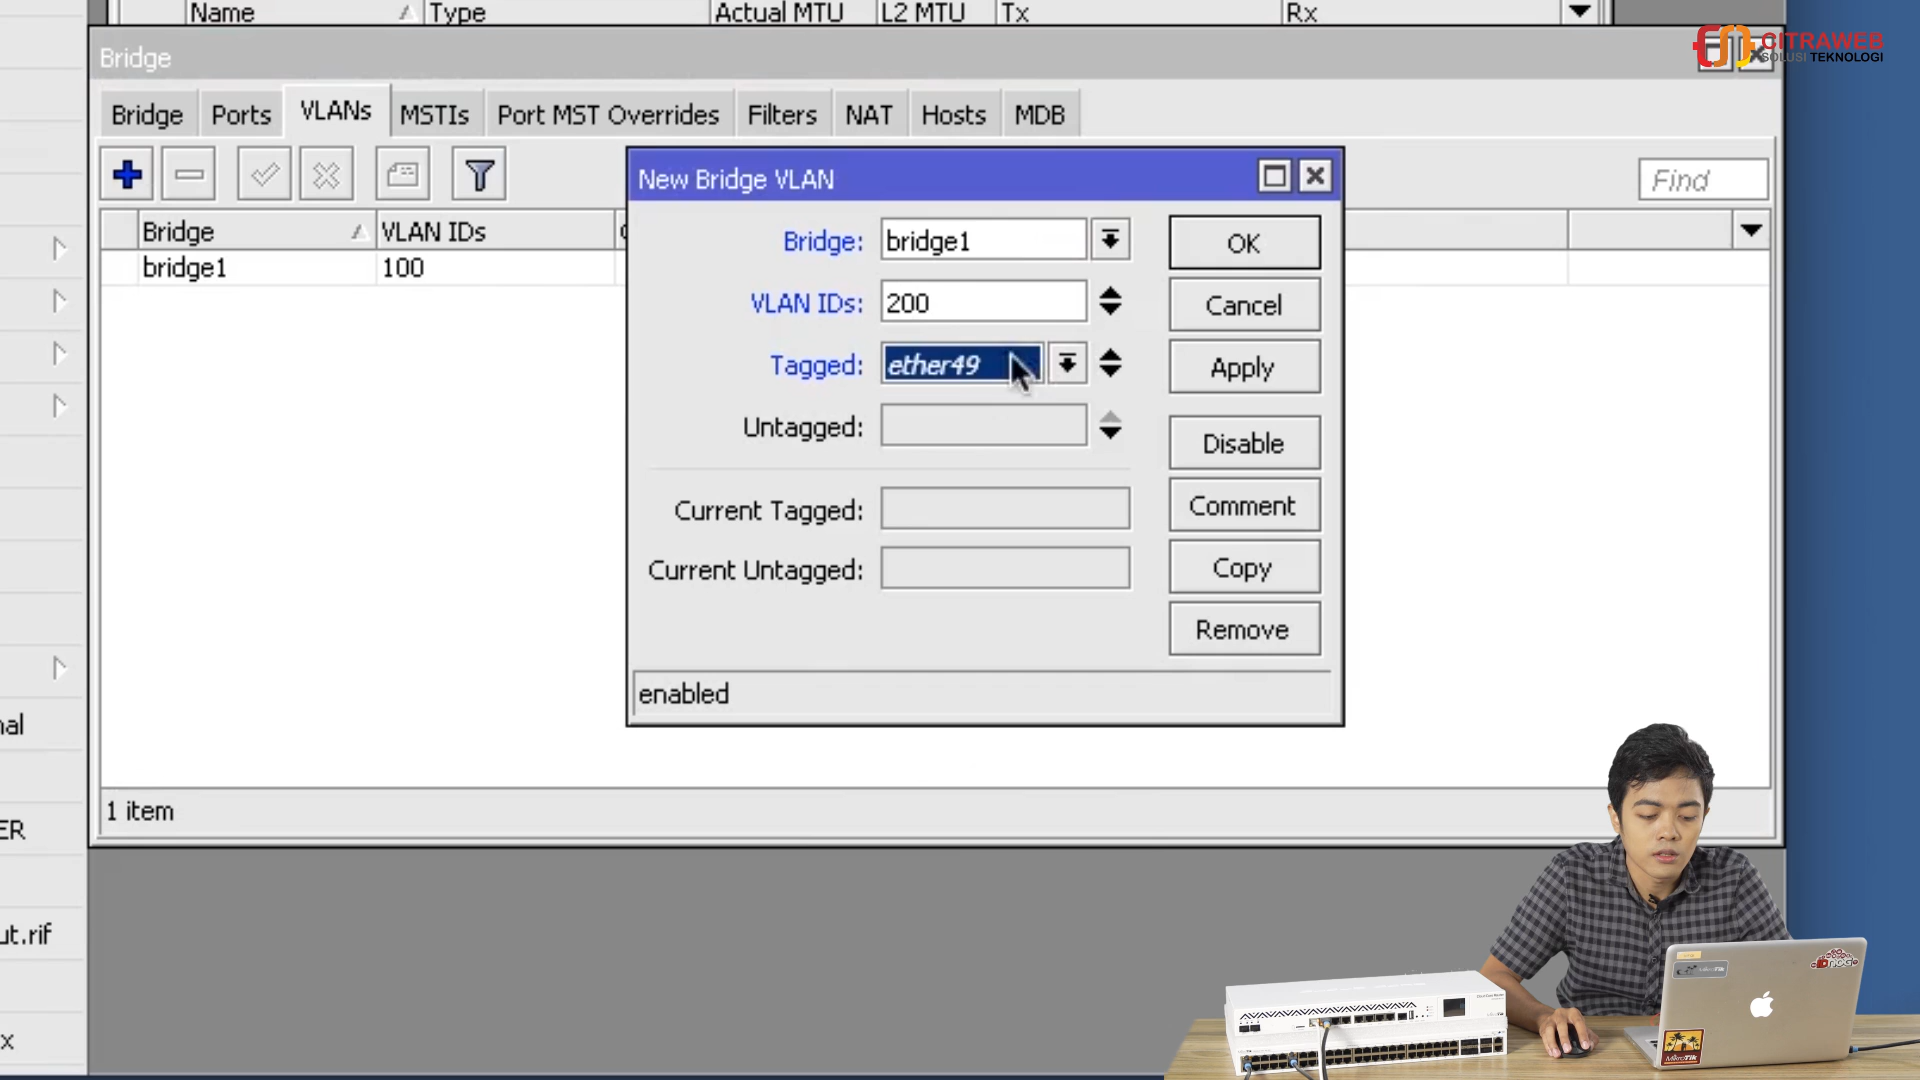 Name Type Actual MTU L2 MTU Tx Rx
CITRAWEB
SOLUSI TEKNOLOGI
Bridge
Bridge Ports VLANs MSTIs Port MST Overrides Filters NAT Hosts MDB
Find
Bridge VLAN IDs
bridge1 100
New Bridge VLAN
Bridge: bridge1 OK
VLAN IDs: 200 Cancel
Tagged: ether49 Apply
Untagged: Disable
Current Tagged: Comment
Current Untagged: Copy
Remove
enabled
1 item
nal
ER
ut.rif
x
MikroTik